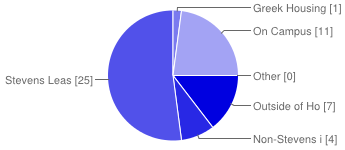 Greek Housing [1]
On Campus [11]
Stevens Leas [25]
Other [0]
Outside of Ho [7]
Non-Stevens i [4]